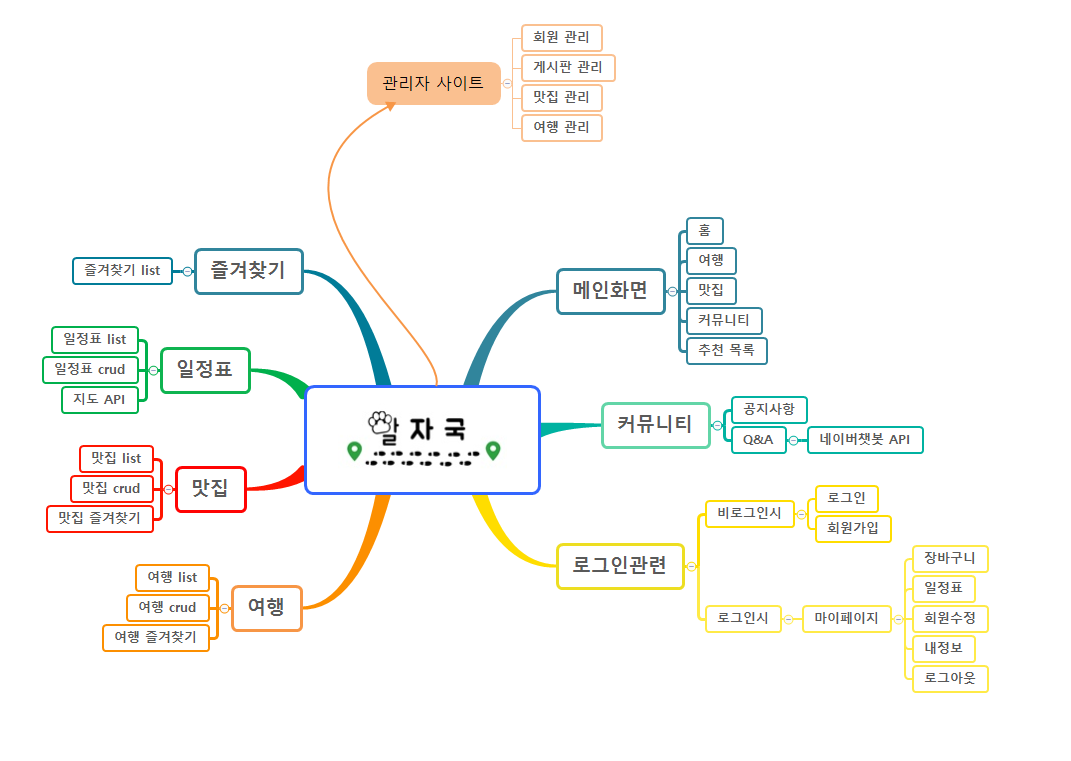 관리자 사이트
회원 관리
게시판 관리
맛집 관리
여행 관리
즐겨찾기
즐겨찾기 list
일정표
일정표 list
일정표 crud
지도 API
맛집
맛집 list
맛집 crud
맛집 즐겨찾기
여행
여행 list
여행 crud
여행 즐겨찾기
발자국
메인화면
홈
여행
맛집
커뮤니티
추천 목록
커뮤니티
공지사항
Q&A
네이버챗봇 API
로그인관련
비로그인시
로그인
회원가입
로그인시
마이페이지
장바구니
일정표
회원수정
내정보
로그아웃